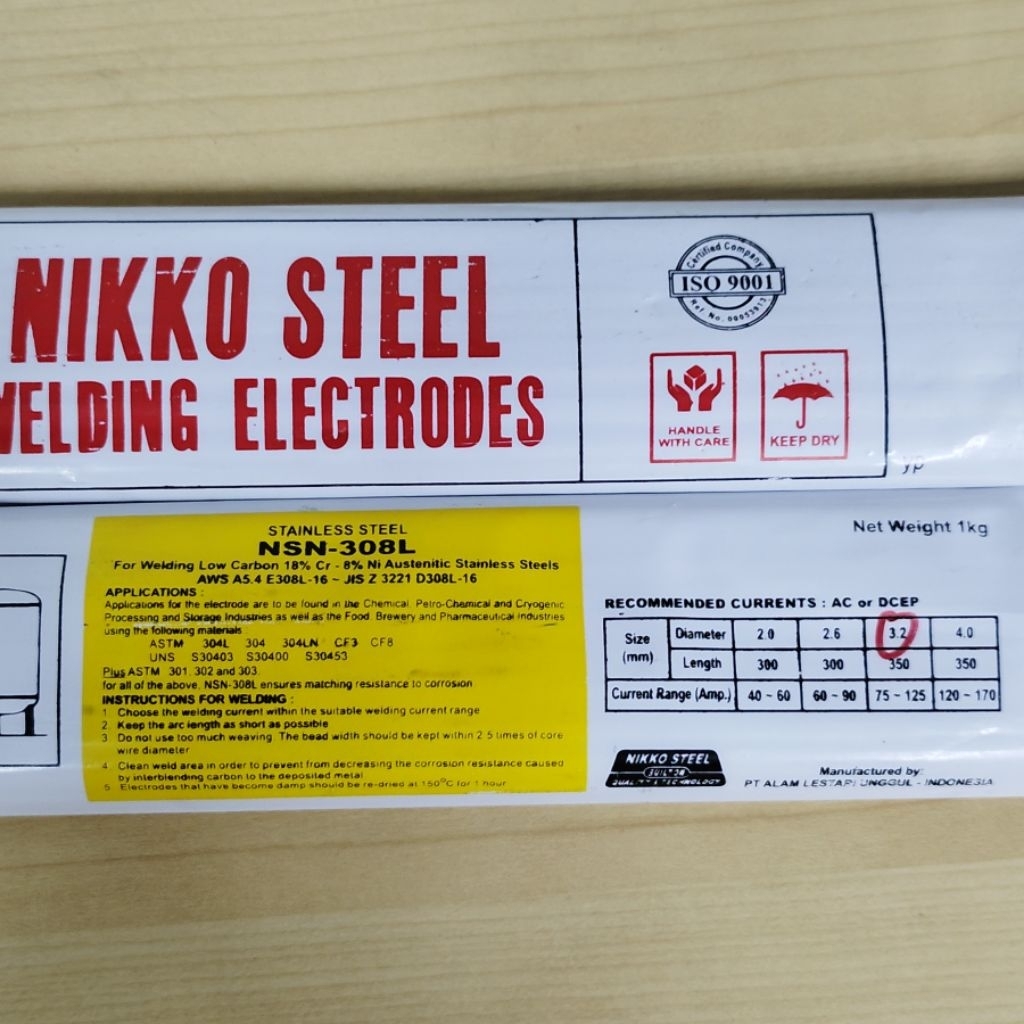 NIKKO STEEL
WELDING ELECTRODES
Certified Company
ISO 9001
Ref No.
HANDLE
WITH CARE
KEEP DRY
yp
STAINLESS STEEL
NSN-308L
For Welding Low Carbon 18% Cr - 8% Ni Austenitic Stainless Steels
AWS A5.4 E308L-16 ~ JIS Z 3221 D308L-16
APPLICATIONS :
Applications for the electrode are to be found in the Chemical, Petro-Chemical and Cryogenic
Processing and Storage Industries as well as the Food, Brewery and Pharmaceutical industries
using the following materials
ASTM 304L 304 304LN CF3 CF8
UNS S30403 S30400 S30453
Plus ASTM 301, 302 and 303,
for all of the above, NSN-308L ensures matching resistance to corrosion
INSTRUCTIONS FOR WELDING :
1 Choose the welding current within the suitable welding current range
2. Keep the arc length as short as possible
3 Do not use too much weaving. The bead width should be kept within 2.5 times of core
wire diameter
4. Clean weld area in order to prevent from decreasing the corrosion resistance caused
by interblending carbon to the deposited metal
5. Electrodes that have become damp should be re-dried at 150°C for 1 hour
Net Weight 1kg
RECOMMENDED CURRENTS : AC or DCEP
Size (mm) Diameter 2.0 2.6 3.2 4.0
Length 300 300 350 350
Current Range (Amp.) 40 ~ 60 60 ~ 90 75 ~ 125 120 ~ 170
NIKKO STEEL
BUILT ON
QUALITY & TECHNOLOGY
Manufactured by:
PT ALAM LESTARI UNGGUL - INDONESIA